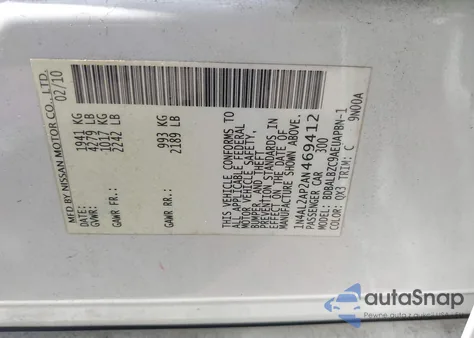 MFD BY NISSAN MOTOR CO., LTD.
DATE: 02/10
GVWR: 1941 KG
4279 LB
GAWR FR.: 1017 KG
2242 LB
GAWR RR.: 993 KG
2189 LB
THIS VEHICLE CONFORMS TO
ALL APPLICABLE FEDERAL
MOTOR VEHICLE SAFETY,
BUMPER, AND THEFT
PREVENTION STANDARDS IN
EFFECT ON THE DATE OF
MANUFACTURE SHOWN ABOVE.
1N4AL2AP2AN469412
PASSENGER CAR 300
MODEL: BDBALBZC9AEUAPBN-1
COLOR: QX3 TRIM: C 9N00A
autaSnap